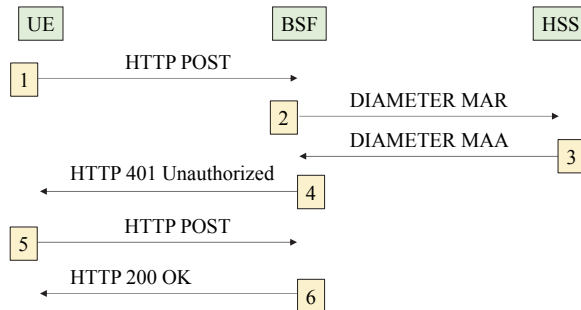 UE
BSF
HSS
HTTP POST
1
DIAMETER MAR
2
DIAMETER MAA
3
HTTP 401 Unauthorized
4
HTTP POST
5
HTTP 200 OK
6